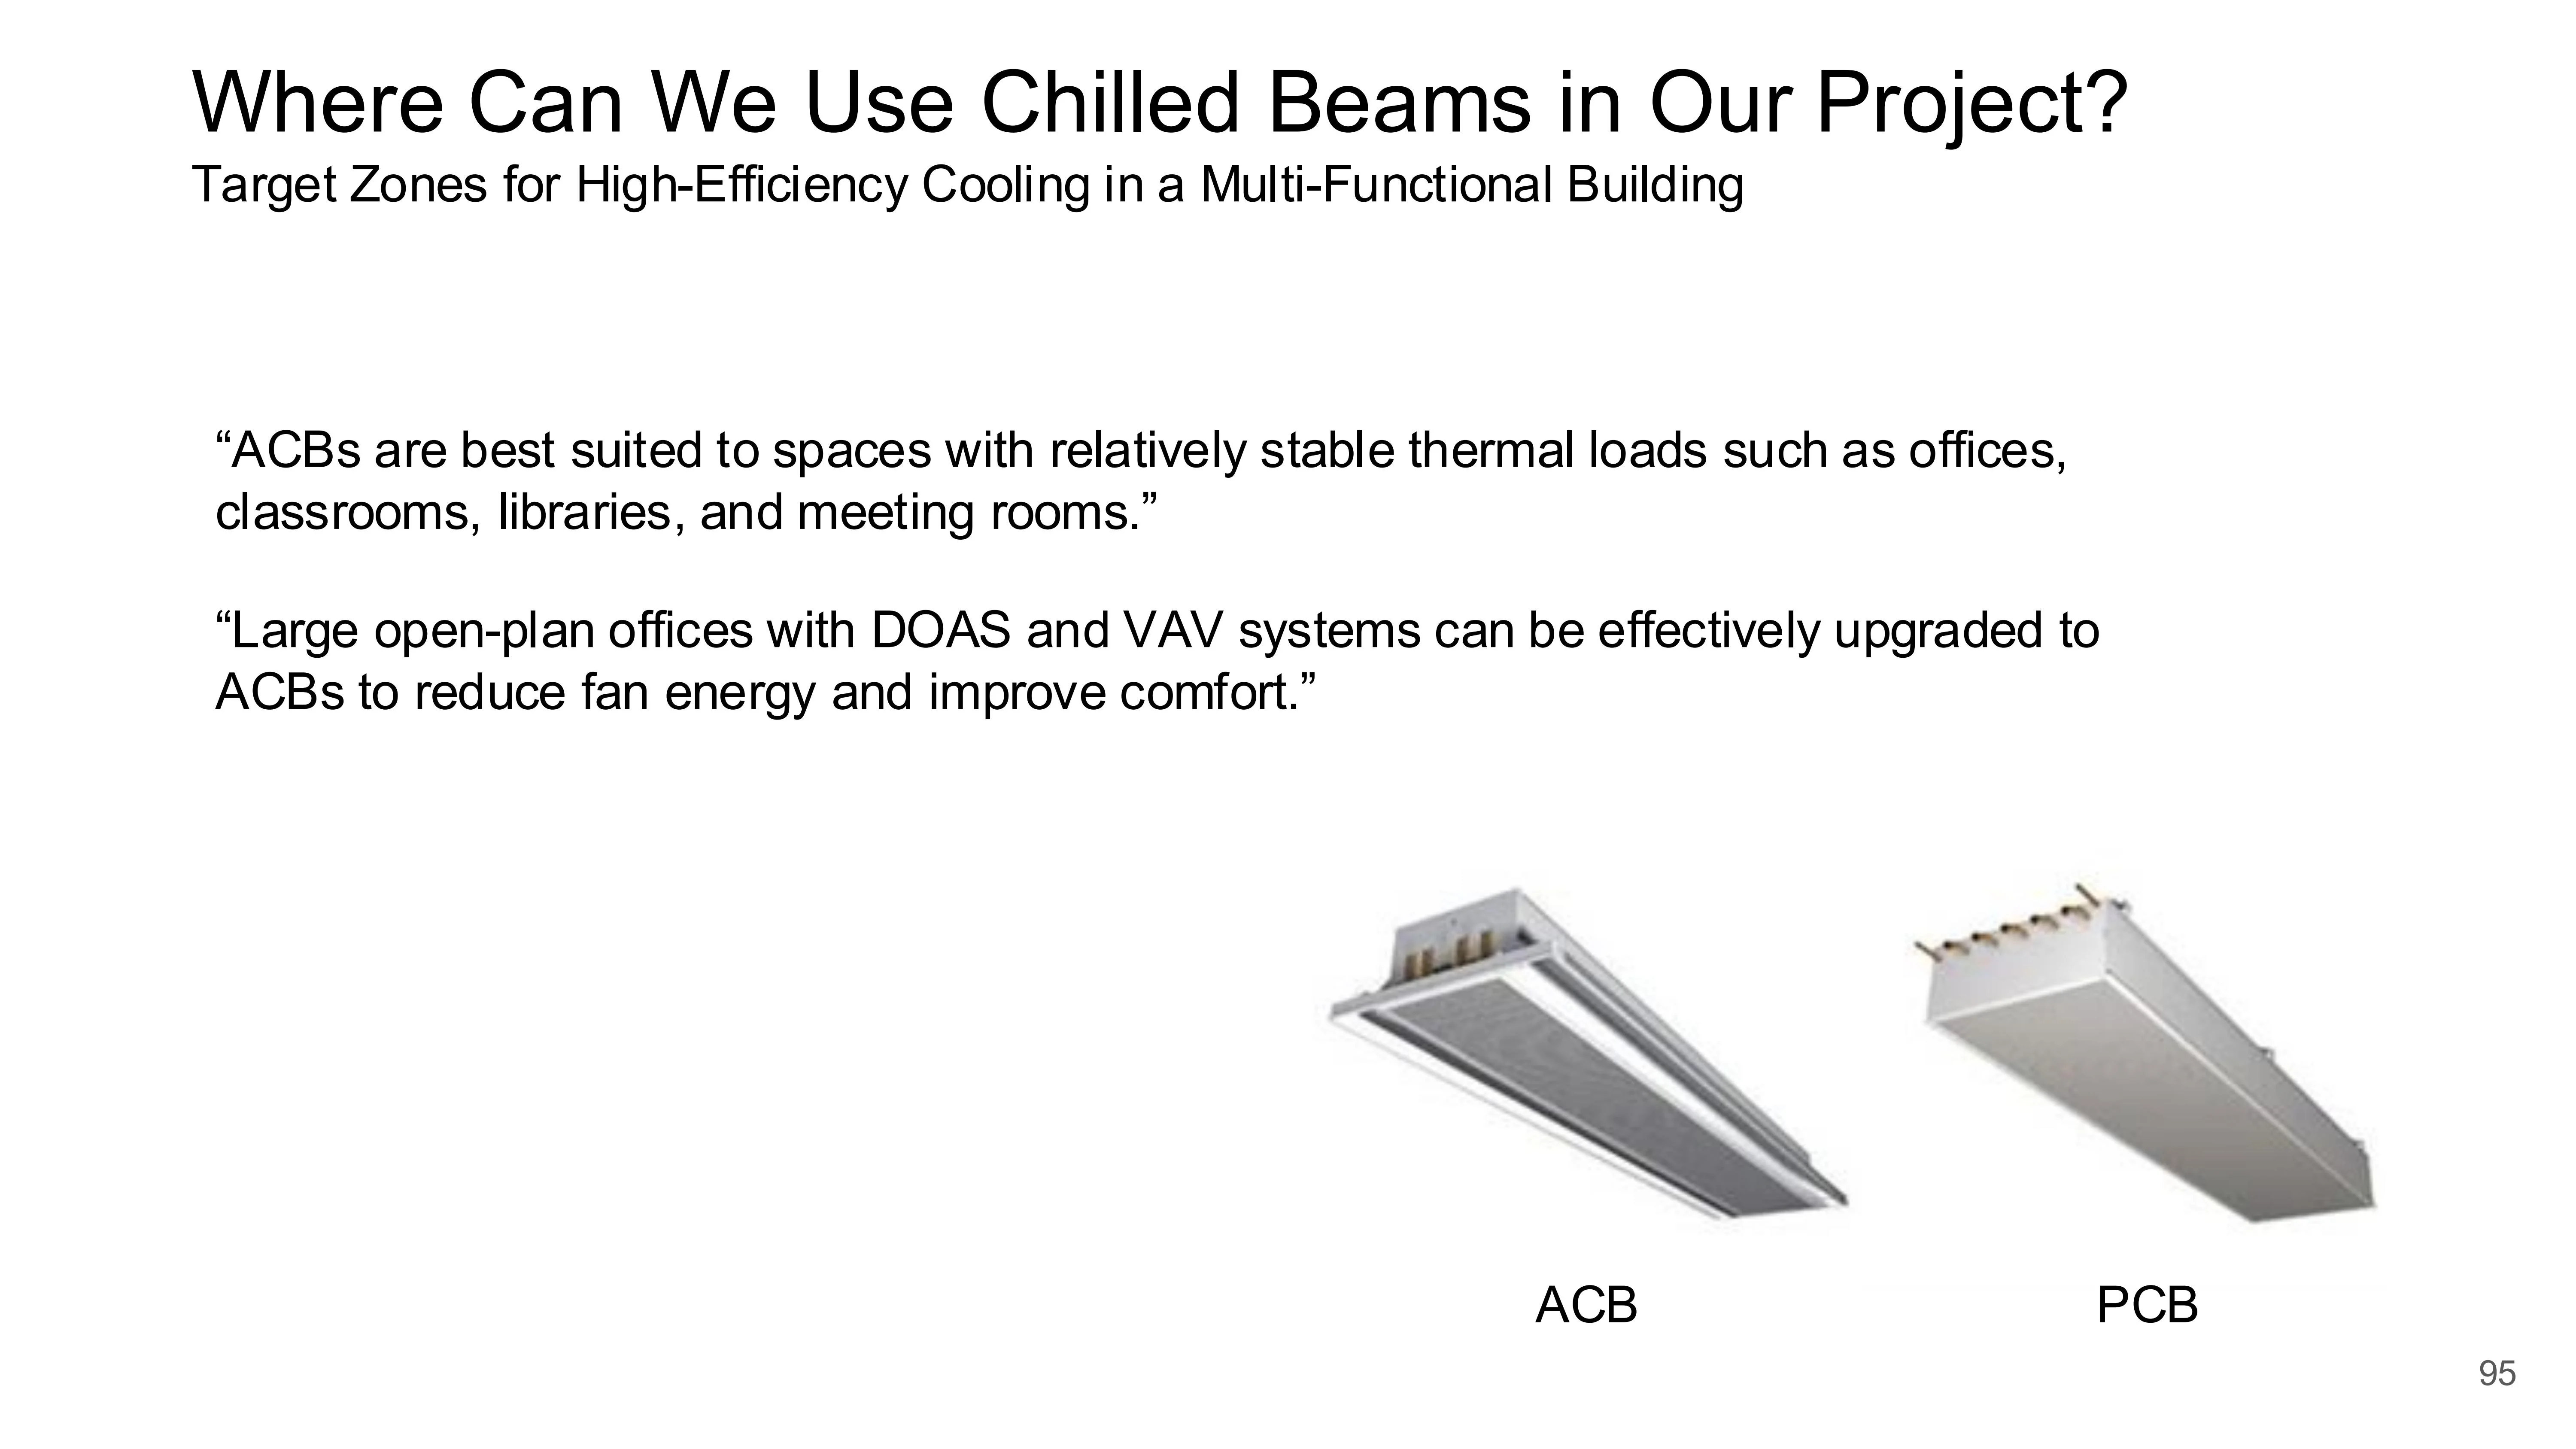 Where Can We Use Chilled Beams in Our Project?
Target Zones for High-Efficiency Cooling in a Multi-Functional Building
“ACBs are best suited to spaces with relatively stable thermal loads such as offices,
classrooms, libraries, and meeting rooms.”
“Large open-plan offices with DOAS and VAV systems can be effectively upgraded to
ACBs to reduce fan energy and improve comfort.”
ACB
PCB
95